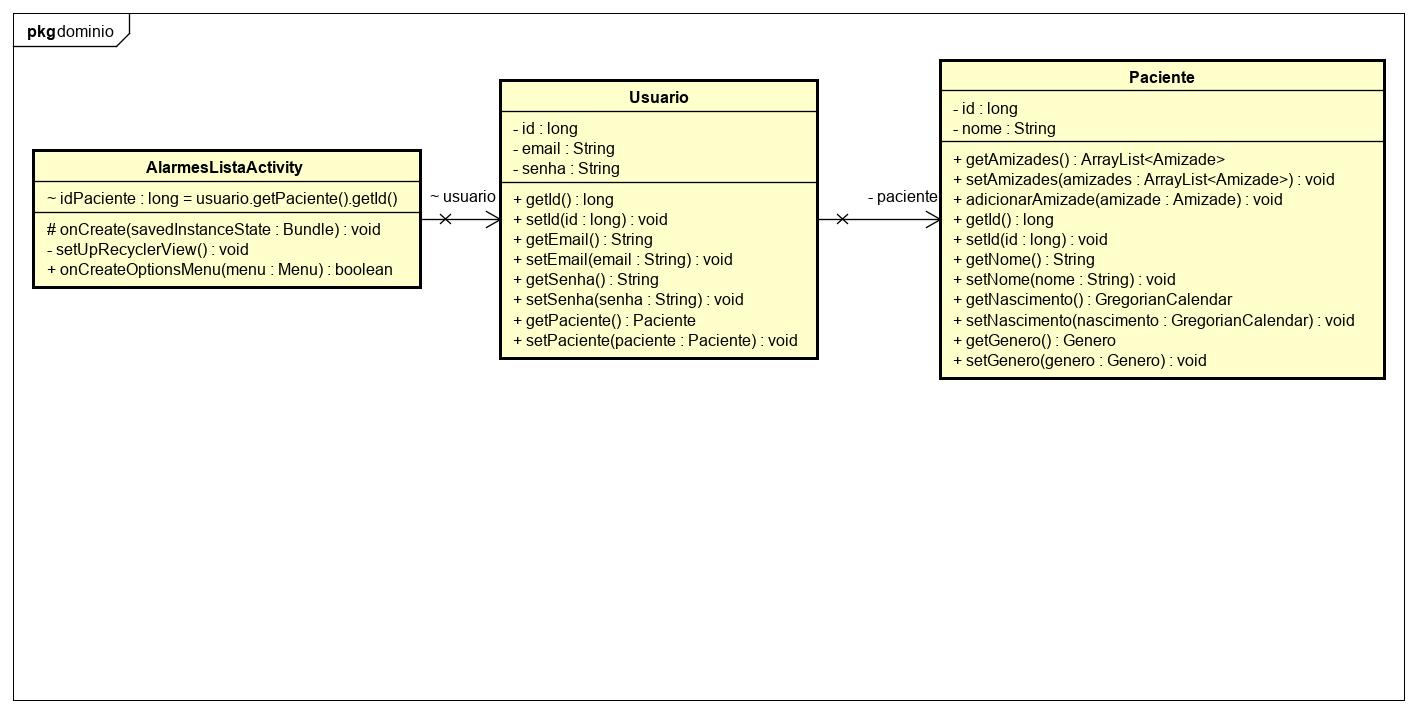 pkg dominio
AlarmesListaActivity
~ idPaciente : long = usuario.getPaciente().getId()
# onCreate(savedInstanceState : Bundle) : void
- setUpRecyclerView() : void
+ onCreateOptionsMenu(menu : Menu) : boolean
~ usuario
Usuario
- id : long
- email : String
- senha : String
+ getId() : long
+ setId(id : long) : void
+ getEmail() : String
+ setEmail(email : String) : void
+ getSenha() : String
+ setSenha(senha : String) : void
+ getPaciente() : Paciente
+ setPaciente(paciente : Paciente) : void
- paciente
Paciente
- id : long
- nome : String
+ getAmizades() : ArrayList<Amizade>
+ setAmizades(amizades : ArrayList<Amizade>) : void
+ adicionarAmizade(amizade : Amizade) : void
+ getId() : long
+ setId(id : long) : void
+ getNome() : String
+ setNome(nome : String) : void
+ getNascimento() : GregorianCalendar
+ setNascimento(nascimento : GregorianCalendar) : void
+ getGenero() : Genero
+ setGenero(genero : Genero) : void